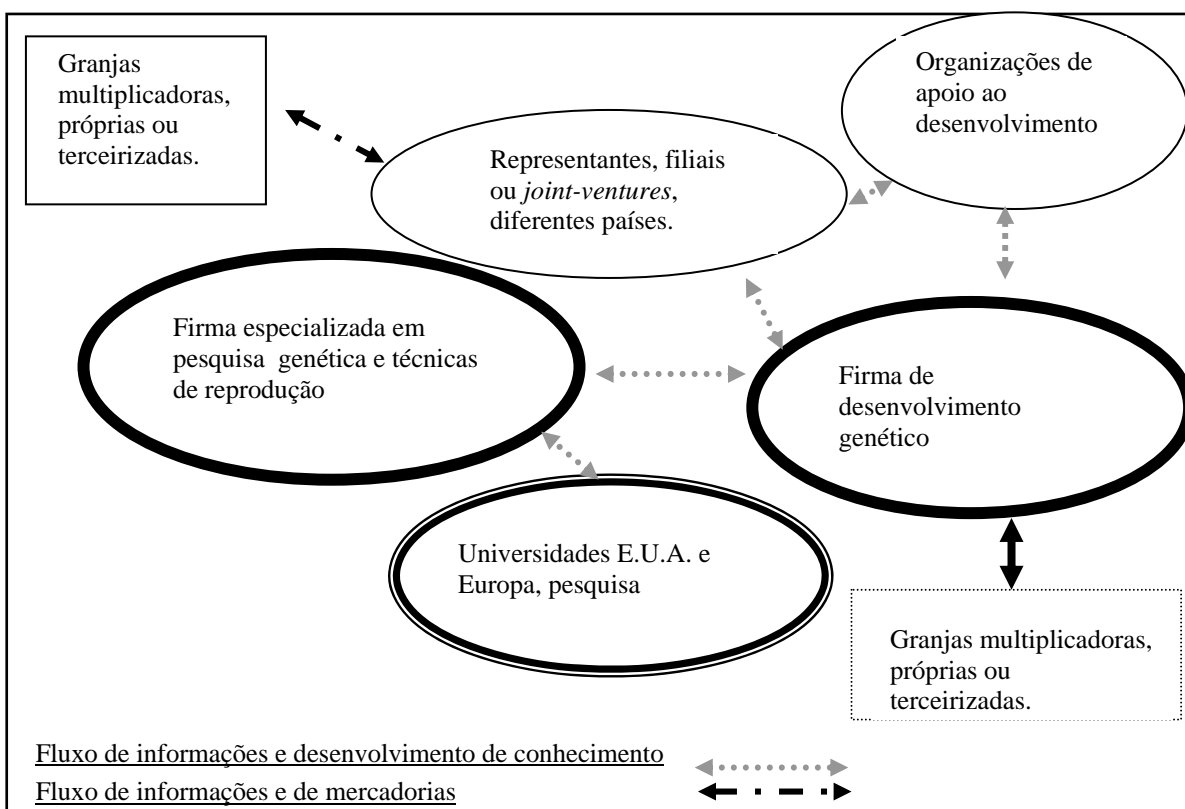 Granjas
multiplicadoras,
próprias ou
terceirizadas.
Organizações de
apoio ao
desenvolvimento
Representantes, filiais
ou joint-ventures,
diferentes países.
Firma especializada em
pesquisa genética e técnicas
de reprodução
Firma de
desenvolvimento
genético
Universidades E.U.A. e
Europa, pesquisa
Granjas multiplicadoras,
próprias ou
terceirizadas.
Fluxo de informações e desenvolvimento de conhecimento
Fluxo de informações e de mercadorias